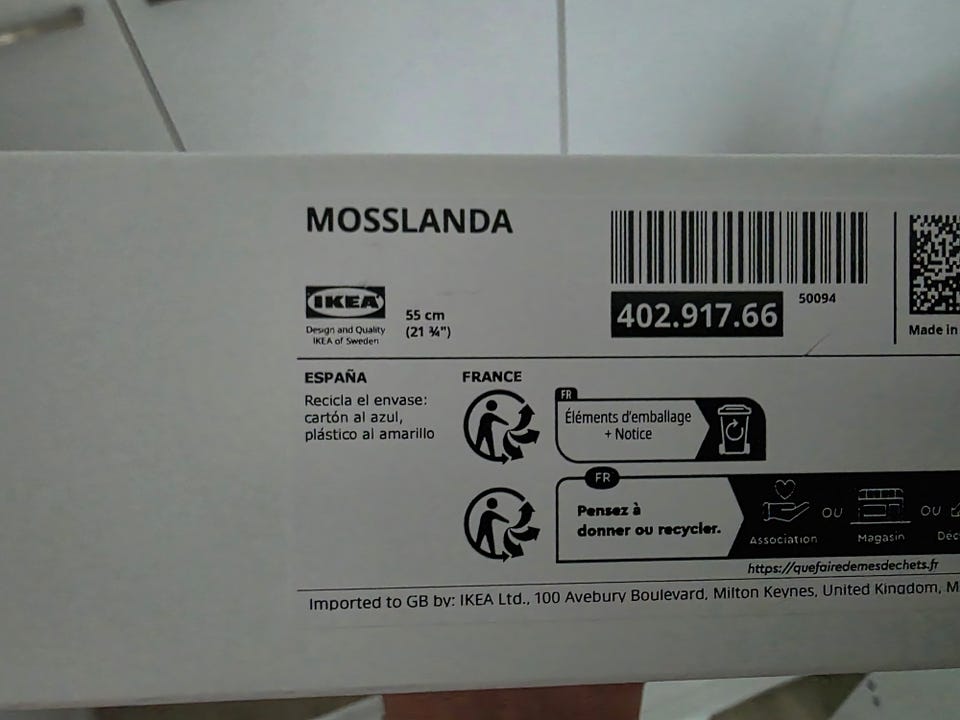 MOSSLANDA
IKEA
Design and Quality
IKEA of Sweden
55 cm
(21 ¾")
50094
402.917.66
Made in
ESPAÑA
Recicla el envase:
cartón al azul,
plástico al amarillo
FRANCE
FR
Éléments d'emballage
+ Notice
FR
Pensez à
donner ou recycler.
Association
OU
Magasin
OU
https://quefairedemesdechets.fr
Imported to GB by: IKEA Ltd., 100 Avebury Boulevard, Milton Keynes, United Kingdom,